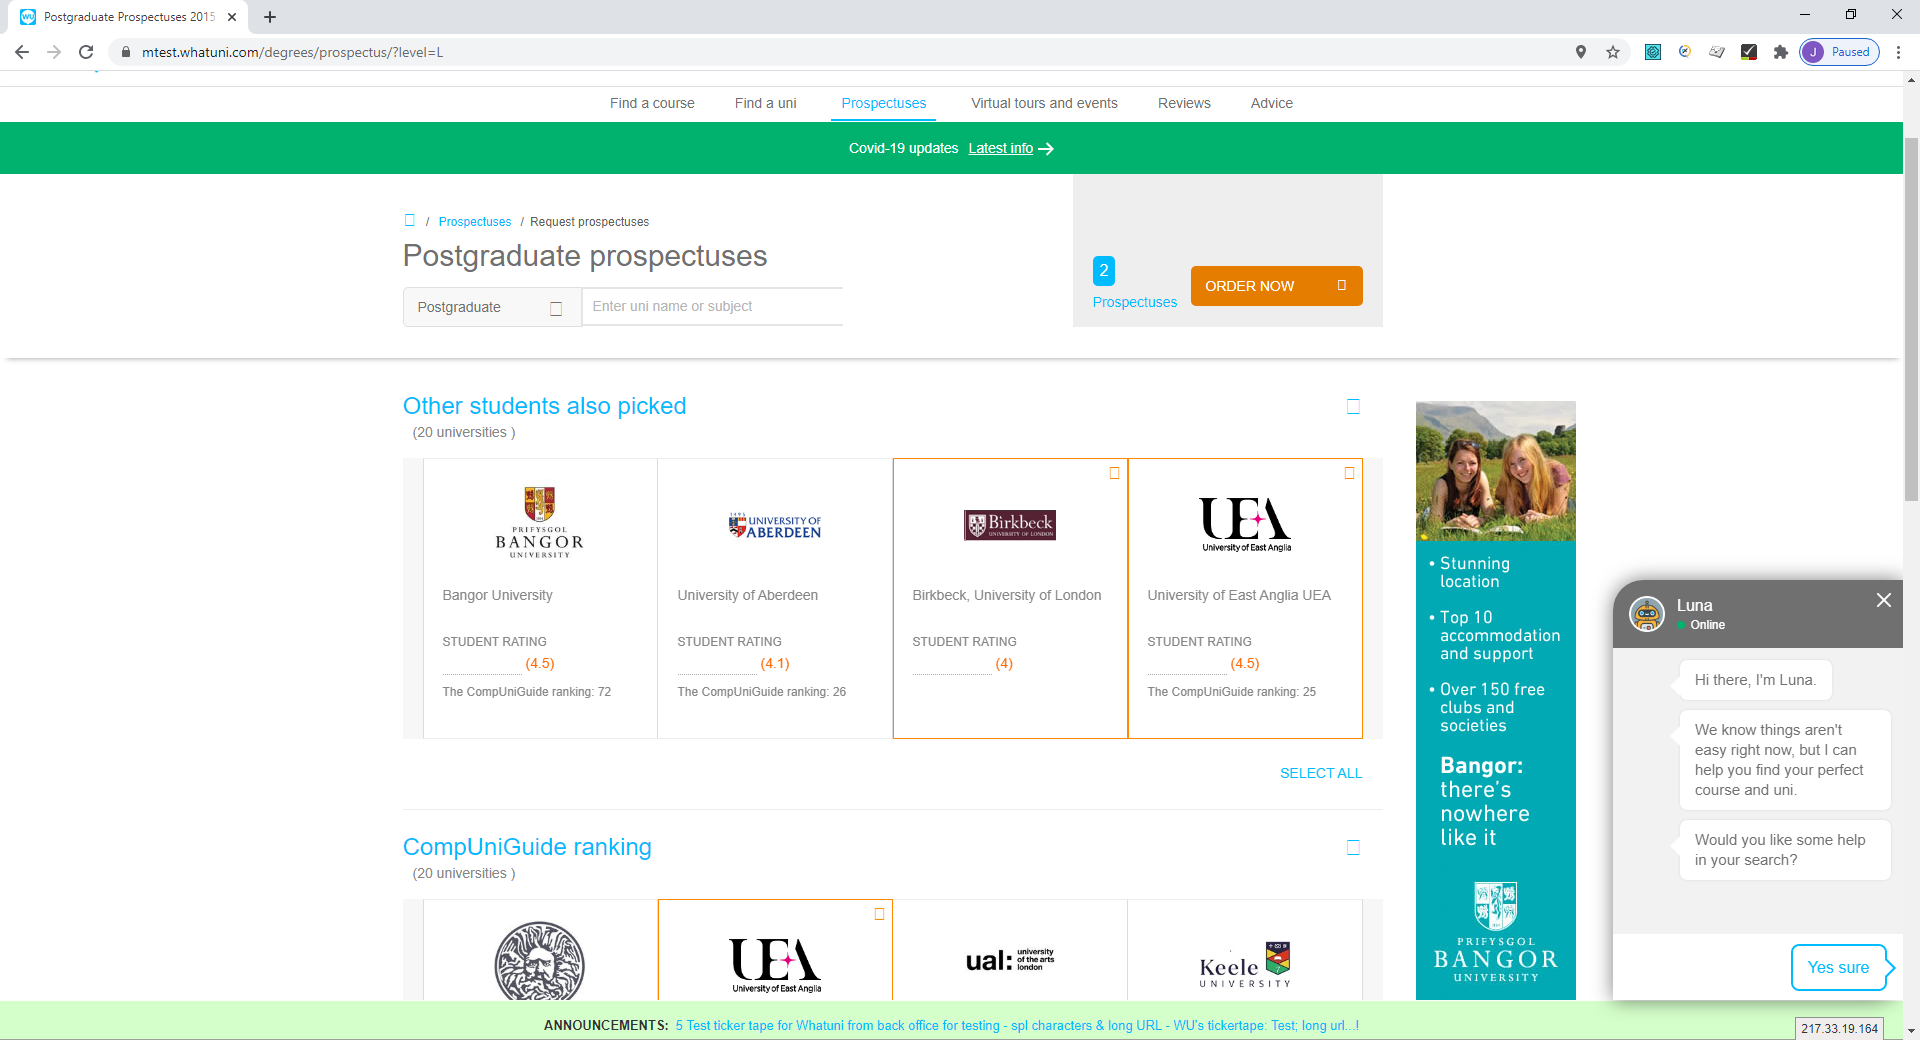 Postgraduate Prospectuses 2015
mtest.whatuni.com/degrees/prospectus/?level=L
J Paused
Find a course
Find a uni
Prospectuses
Virtual tours and events
Reviews
Advice
Covid-19 updates Latest info
/ Prospectuses / Request prospectuses
Postgraduate prospectuses
Postgraduate
Enter uni name or subject
2
Prospectuses
ORDER NOW
Other students also picked
(20 universities )
PRIFYSGOL
BANGOR
UNIVERSITY
1495
UNIVERSITY OF
ABERDEEN
Birkbeck
UNIVERSITY OF LONDON
UEA
University of East Anglia
Bangor University
University of Aberdeen
Birkbeck, University of London
University of East Anglia UEA
STUDENT RATING
STUDENT RATING
STUDENT RATING
STUDENT RATING
(4.5)
(4.1)
(4)
(4.5)
The CompUniGuide ranking: 72
The CompUniGuide ranking: 26
The CompUniGuide ranking: 25
SELECT ALL
CompUniGuide ranking
(20 universities )
UEA
University of East Anglia
ual: university
of the arts
london
Keele
UNIVERSITY
• Stunning
location
• Top 10
accommodation
and support
• Over 150 free
clubs and
societies
Bangor:
there's
nowhere
like it
PRIFYSGOL
BANGOR
UNIVERSITY
Luna
Online
Hi there, I'm Luna.
We know things aren't
easy right now, but I can
help you find your perfect
course and uni.
Would you like some help
in your search?
Yes sure
ANNOUNCEMENTS: 5 Test ticker tape for Whatuni from back office for testing - spl characters & long URL - WU's tickertape: Test; long url...!
217.33.19.164